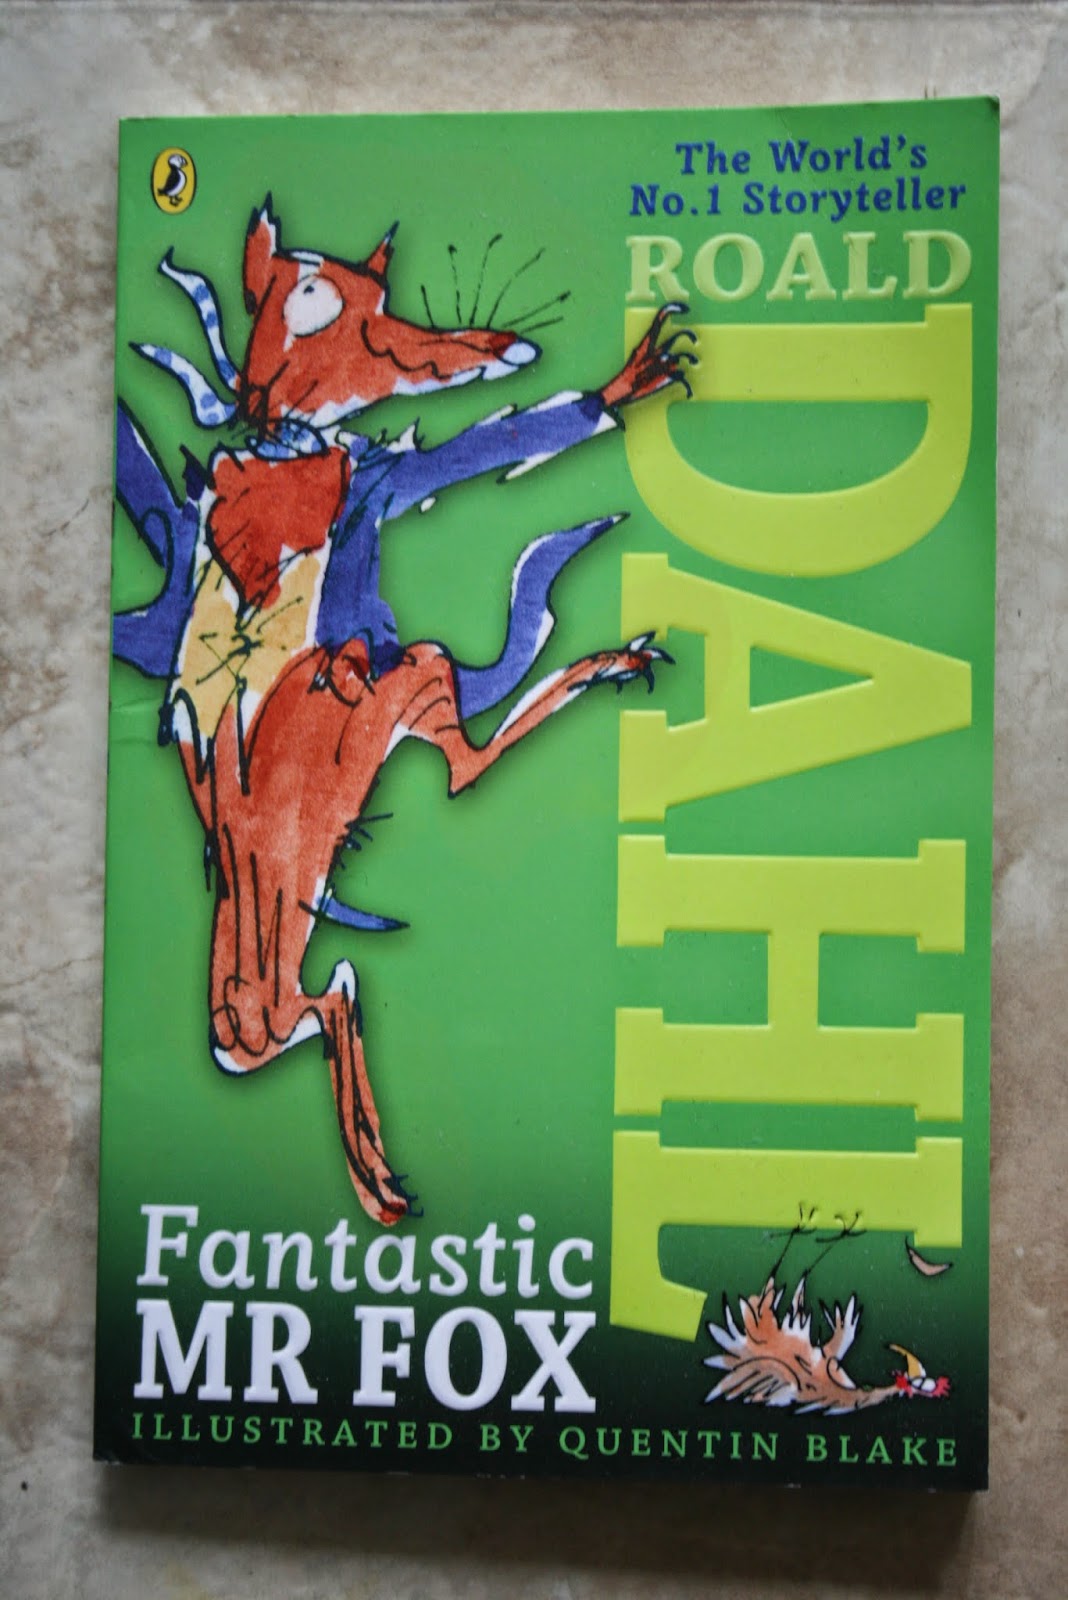 The World's
No.1 Storyteller
ROALD
DAHL
Fantastic
MR FOX
ILLUSTRATED BY QUENTIN BLAKE